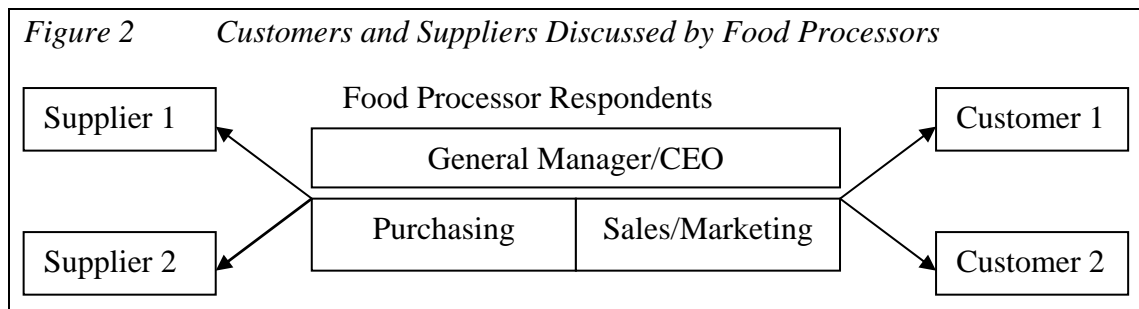 Figure 2 Customers and Suppliers Discussed by Food Processors
Supplier 1
Food Processor Respondents
Customer 1
General Manager/CEO
Purchasing
Sales/Marketing
Supplier 2
Customer 2